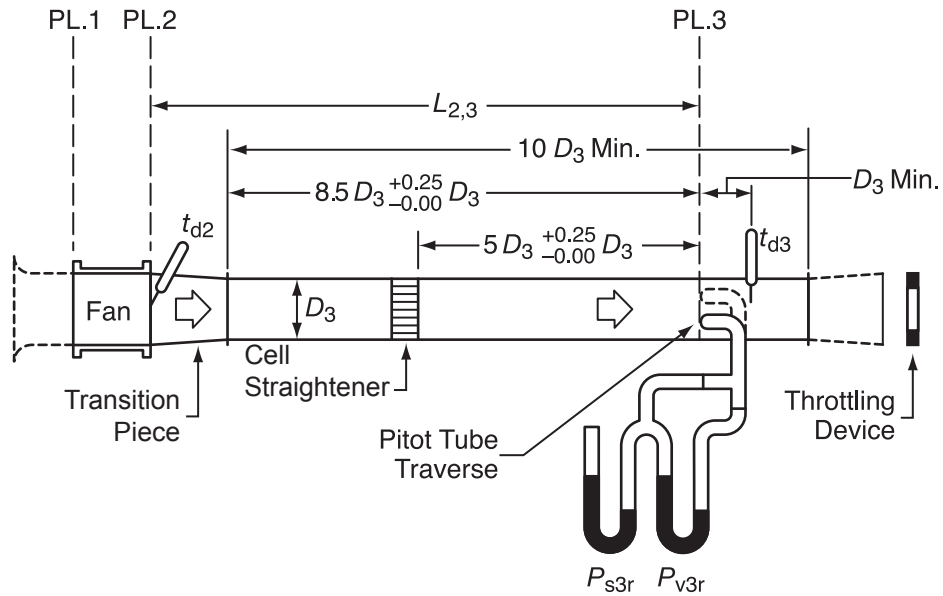 PL.1
PL.2
PL.3
L2,3
10 D3 Min.
8.5 D3 +0.25 −0.00 D3
D3 Min.
td2
5 D3 +0.25 −0.00 D3
td3
Fan
D3
Cell
Straightener
Transition
Piece
Pitot Tube
Traverse
Throttling
Device
Ps3r
Pv3r